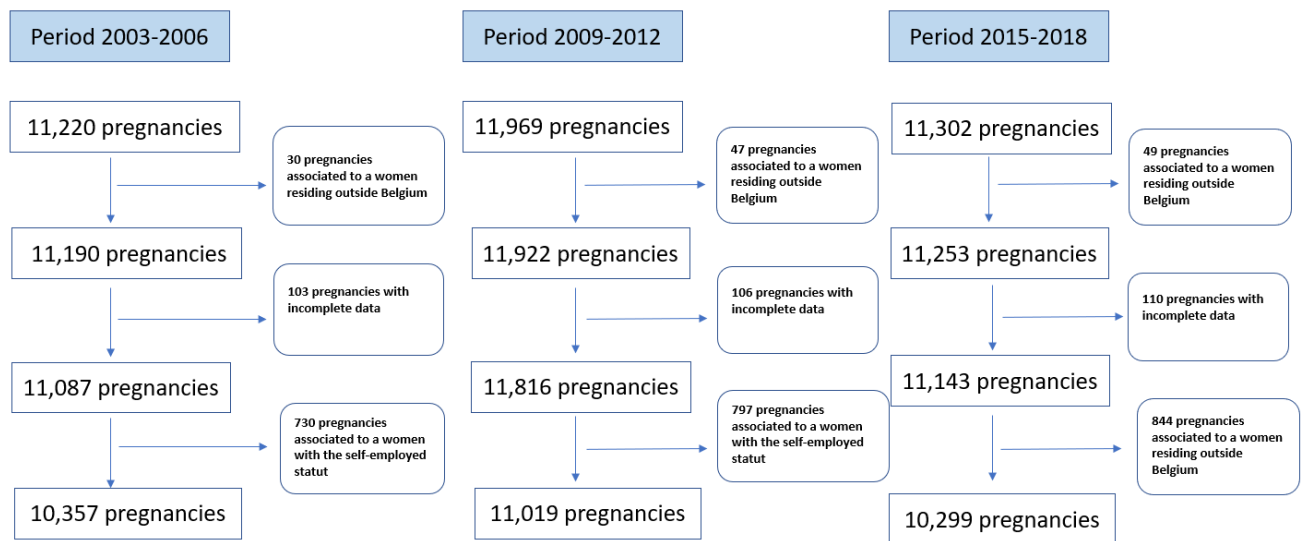 Period 2003-2006
11,220 pregnancies
30 pregnancies
associated to a women
residing outside Belgium
11,190 pregnancies
103 pregnancies with
incomplete data
11,087 pregnancies
730 pregnancies
associated to a women
with the self-employed
statut
10,357 pregnancies
Period 2009-2012
11,969 pregnancies
47 pregnancies
associated to a women
residing outside
Belgium
11,922 pregnancies
106 pregnancies with
incomplete data
11,816 pregnancies
797 pregnancies
associated to a women
with the self-employed
statut
11,019 pregnancies
Period 2015-2018
11,302 pregnancies
49 pregnancies
associated to a women
residing outside
Belgium
11,253 pregnancies
110 pregnancies with
incomplete data
11,143 pregnancies
844 pregnancies
associated to a women
residing outside
Belgium
10,299 pregnancies